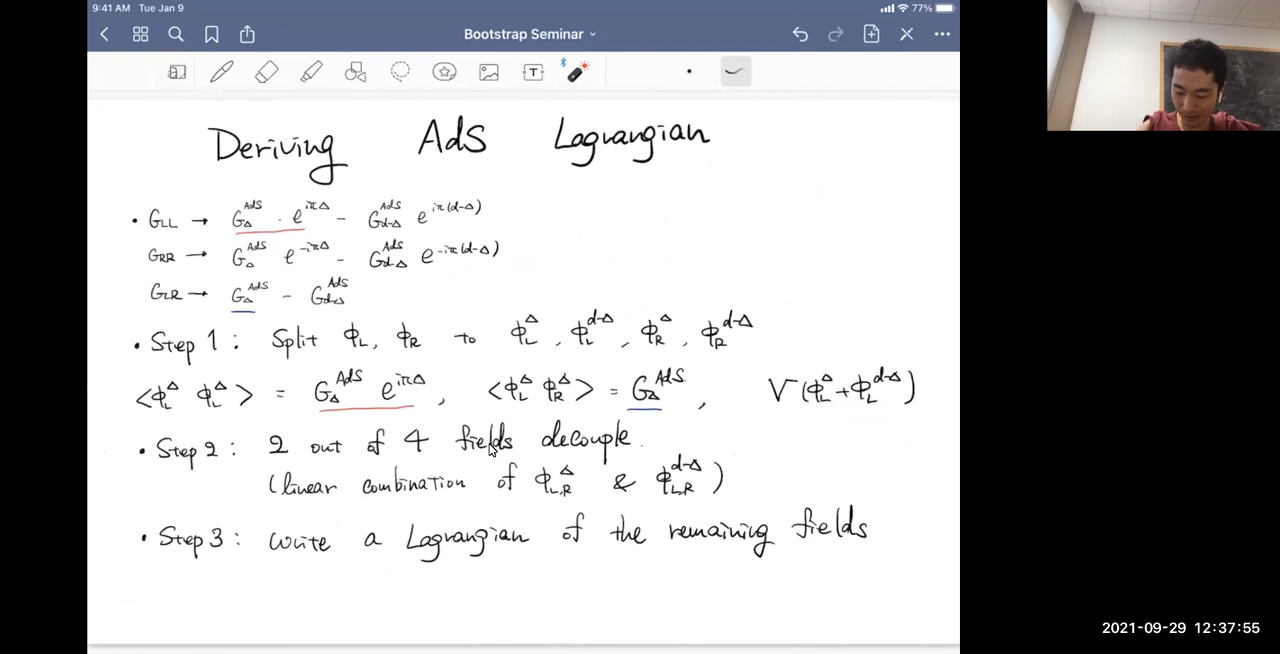 9:41 AM Tue Jan 9
77%
Bootstrap Seminar
Deriving AdS Lagrangian
• G_LL → G_Δ^AdS · e^{iπΔ} − G_{d-Δ}^AdS e^{iπ(d-Δ)}
G_RR → G_Δ^AdS e^{-iπΔ} − G_{d-Δ}^AdS e^{-iπ(d-Δ)}
G_LR → G_Δ^AdS − G_{d-Δ}^AdS
• Step 1 : Split ϕ_L, ϕ_R to ϕ_L^Δ, ϕ_L^{d-Δ}, ϕ_R^Δ, ϕ_R^{d-Δ}
<ϕ_L^Δ ϕ_L^Δ> = G_Δ^AdS e^{iπΔ}, <ϕ_L^Δ ϕ_R^Δ> = G_Δ^AdS, V(ϕ_L^Δ + ϕ_L^{d-Δ})
• Step 2 : 2 out of 4 fields decouple.
(linear combination of ϕ_{L,R}^Δ & ϕ_{L,R}^{d-Δ})
• Step 3 : write a Lagrangian of the remaining fields
2021-09-29 12:37:55